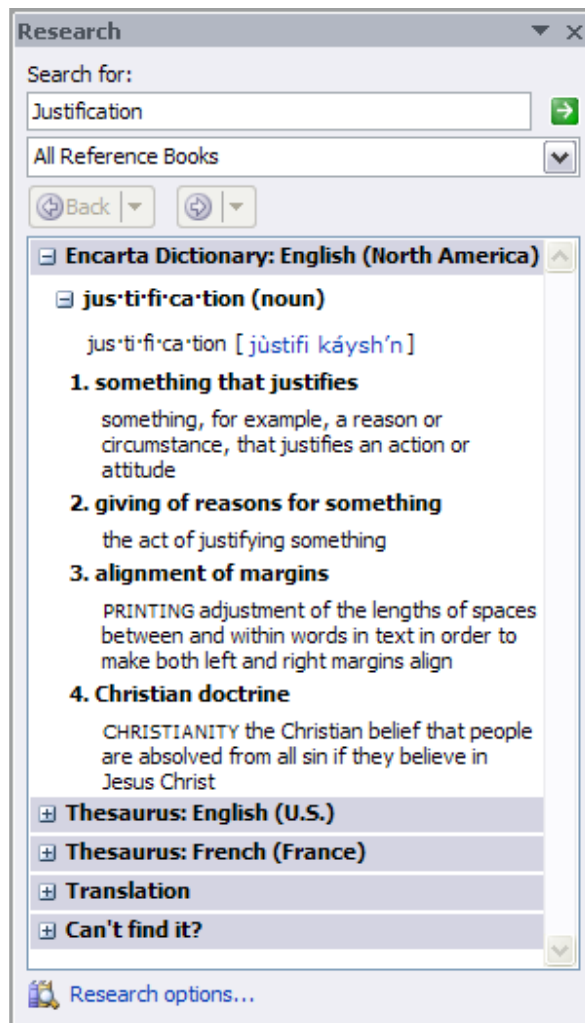 Research
Search for:
Justification
All Reference Books
Back
Encarta Dictionary: English (North America)
jus·ti·fi·ca·tion (noun)
jus·ti·fi·ca·tion [ jùstifi káysh'n ]
1. something that justifies
something, for example, a reason or
circumstance, that justifies an action or
attitude
2. giving of reasons for something
the act of justifying something
3. alignment of margins
PRINTING adjustment of the lengths of spaces
between and within words in text in order to
make both left and right margins align
4. Christian doctrine
CHRISTIANITY the Christian belief that people
are absolved from all sin if they believe in
Jesus Christ
Thesaurus: English (U.S.)
Thesaurus: French (France)
Translation
Can't find it?
Research options...